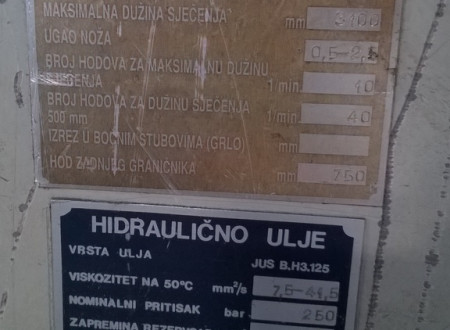 MAKSIMALNA DUŽINA SJEČENJA mm 3100
UGAO NOŽA 0,5-2,5
BROJ HODOVA ZA MAKSIMALNU DUŽINU
SJEČENJA 1 min. 10
BROJ HODOVA ZA DUŽINU SJEČENJA
500 mm 1/min. 40
IZREZ U BOČNIM STUBOVIMA (GRLO) mm
HOD ZADNJEG GRANIČNIKA mm 750
HIDRAULIČNO ULJE
VRSTA ULJA JUS B.H3.125
VISKOZITET NA 50°C mm²/s
NOMINALNI PRITISAK bar 250
ZAPREMINA